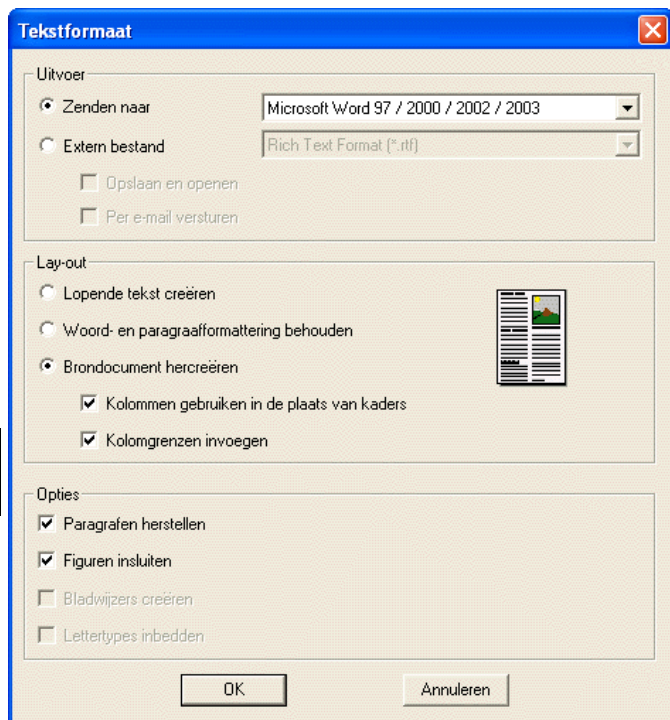 Tekstformaat
Uitvoer
Zenden naar
Microsoft Word 97 / 2000 / 2002 / 2003
Extern bestand
Rich Text Format (*.rtf)
Opslaan en openen
Per e-mail versturen
Lay-out
Lopende tekst creëren
Woord- en paragraafformattering behouden
Brondocument hercreëren
Kolommen gebruiken in de plaats van kaders
Kolomgrenzen invoegen
Opties
Paragrafen herstellen
Figuren insluiten
Bladwijzers creëren
Lettertypes inbedden
OK
Annuleren